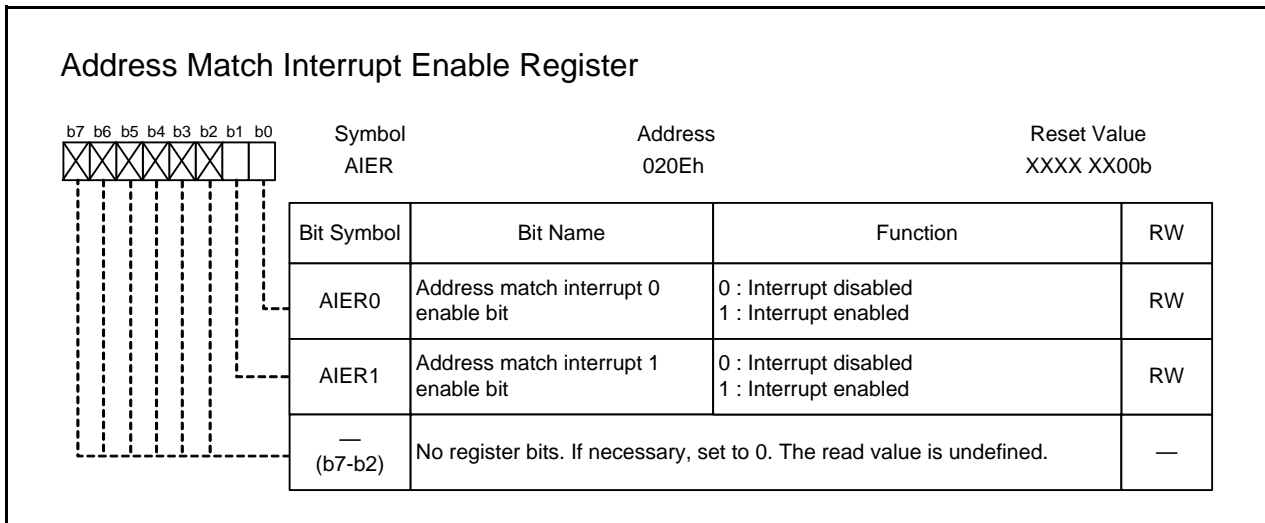 Address Match Interrupt Enable Register
b7 b6 b5 b4 b3 b2 b1 b0
Symbol Address Reset Value
AIER 020Eh XXXX XX00b
Bit Symbol Bit Name Function RW
AIER0 Address match interrupt 0 enable bit 0 : Interrupt disabled RW
1 : Interrupt enabled
AIER1 Address match interrupt 1 enable bit 0 : Interrupt disabled RW
1 : Interrupt enabled
—
(b7-b2) No register bits. If necessary, set to 0. The read value is undefined. —